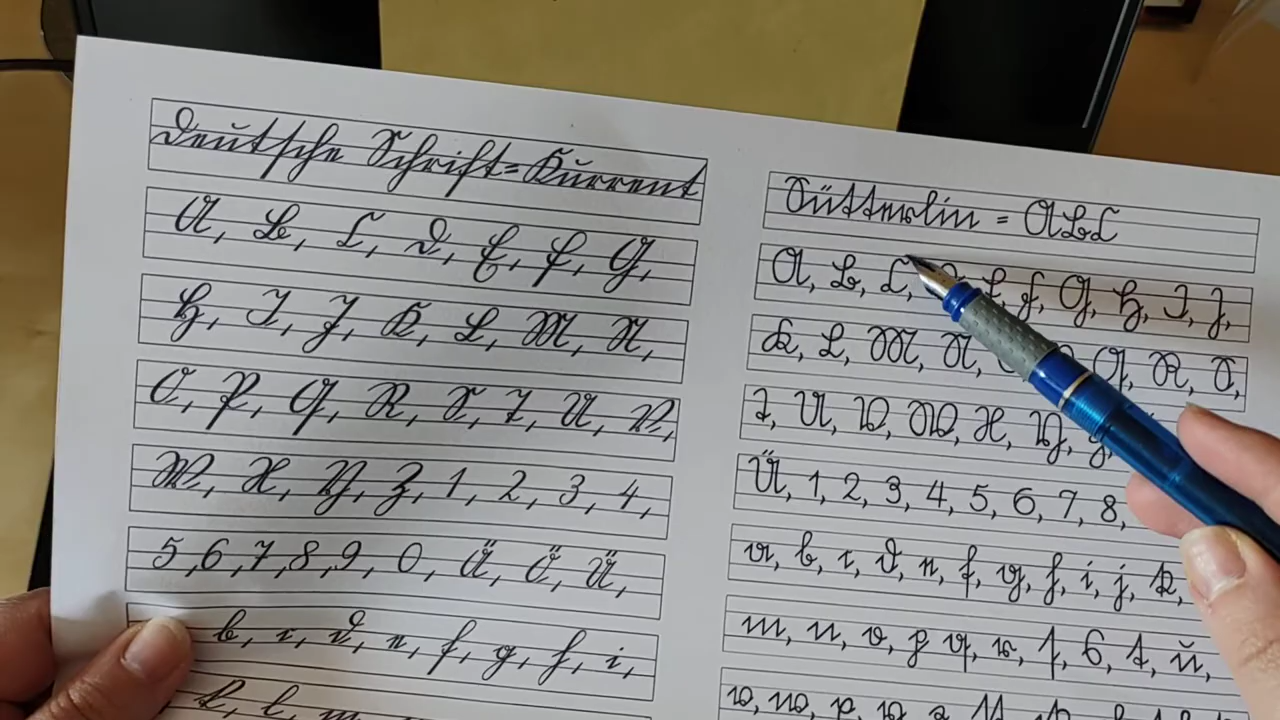 Deutsche Schrift=Kurrent
A, B, C, D, E, F, G,
H, I, J, K, L, M, N,
O, P, Q, R, S, T, U, V,
W, X, Y, Z, 1, 2, 3, 4,
5, 6, 7, 8, 9, 0, Ä, Ö, Ü,
b, c, d, e, f, g, h, i,
k, l, m
Sütterlin = ABC
A, B, C, E, F, G, H, I, J,
K, L, M, N, Q, R, S,
T, U, V, W, X, Y, Z
Ü, 1, 2, 3, 4, 5, 6, 7, 8,
a, b, c, d, e, f, g, h, i, j, k,
m, n, o, p, q, r, ſ, s, t, u,
v, w, x, y, z